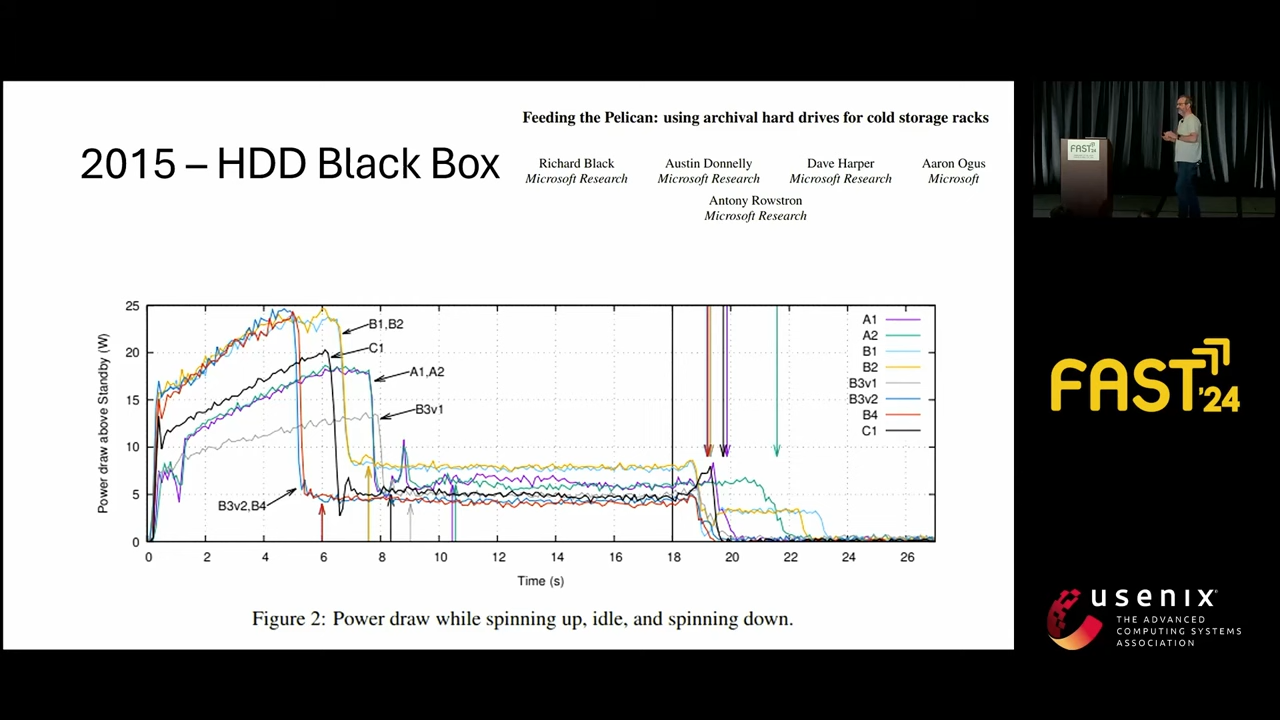 Feeding the Pelican: using archival hard drives for cold storage racks
2015 – HDD Black Box
Richard Black Austin Donnelly Dave Harper Aaron Ogus
Microsoft Research Microsoft Research Microsoft Research Microsoft
Antony Rowstron
Microsoft Research
Power draw above Standby (W)
25
20
15
10
5
0
B1,B2
C1
A1,A2
B3v1
B3v2,B4
A1
A2
B1
B2
B3v1
B3v2
B4
C1
0 2 4 6 8 10 12 14 16 18 20 22 24 26
Time (s)
Figure 2: Power draw while spinning up, idle, and spinning down.
FAST'24
FAST '24
usenix
THE ADVANCED
COMPUTING SYSTEMS
ASSOCIATION